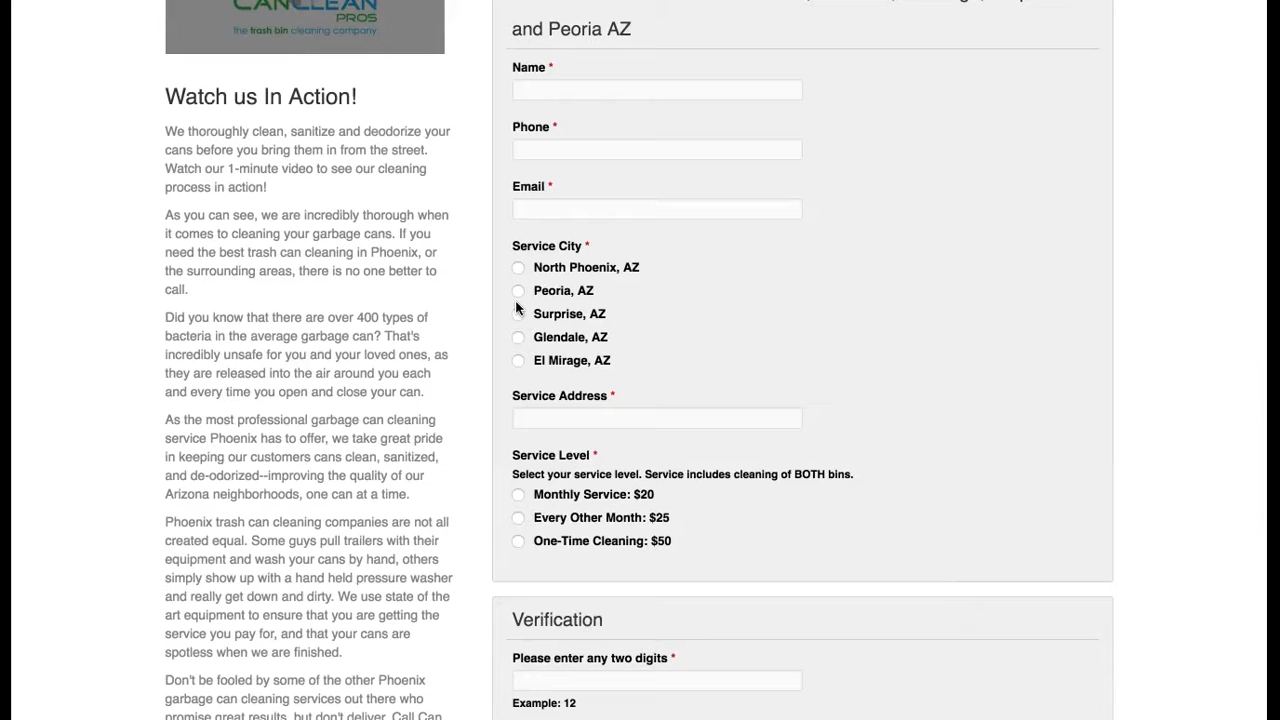 CANCLEAN
PROS
the trash bin cleaning company
Watch us In Action!
We thoroughly clean, sanitize and deodorize your
cans before you bring them in from the street.
Watch our 1-minute video to see our cleaning
process in action!
As you can see, we are incredibly thorough when
it comes to cleaning your garbage cans. If you
need the best trash can cleaning in Phoenix, or
the surrounding areas, there is no one better to
call.
Did you know that there are over 400 types of
bacteria in the average garbage can? That's
incredibly unsafe for you and your loved ones, as
they are released into the air around you each
and every time you open and close your can.
As the most professional garbage can cleaning
service Phoenix has to offer, we take great pride
in keeping our customers cans clean, sanitized,
and de-odorized--improving the quality of our
Arizona neighborhoods, one can at a time.
Phoenix trash can cleaning companies are not all
created equal. Some guys pull trailers with their
equipment and wash your cans by hand, others
simply show up with a hand held pressure washer
and really get down and dirty. We use state of the
art equipment to ensure that you are getting the
service you pay for, and that your cans are
spotless when we are finished.
Don't be fooled by some of the other Phoenix
garbage can cleaning services out there who
promise great results, but don't deliver. Call Can
and Peoria AZ
Name *
Phone *
Email *
Service City *
North Phoenix, AZ
Peoria, AZ
Surprise, AZ
Glendale, AZ
El Mirage, AZ
Service Address *
Service Level *
Select your service level. Service includes cleaning of BOTH bins.
Monthly Service: $20
Every Other Month: $25
One-Time Cleaning: $50
Verification
Please enter any two digits *
Example: 12